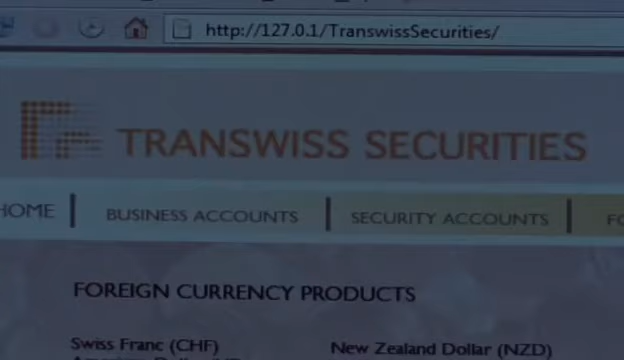 http://127.0.1/TranswissSecurities/
TRANSWISS SECURITIES
HOME BUSINESS ACCOUNTS SECURITY ACCOUNTS
FOREIGN CURRENCY PRODUCTS
Swiss Franc (CHF) New Zealand Dollar (NZD)